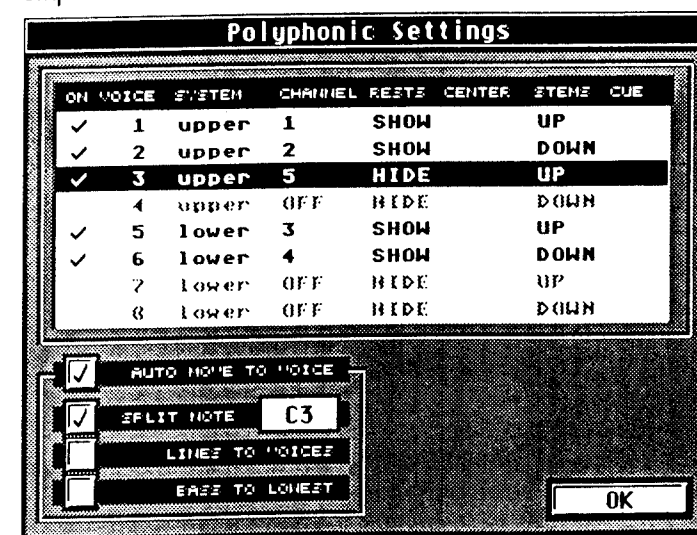 Polyphonic Settings
ON VOICE SYSTEM CHANNEL RESTS CENTER STEMS CUE
✓ 1 upper 1 SHOW UP
✓ 2 upper 2 SHOW DOWN
✓ 3 upper 5 HIDE UP
4 upper OFF HIDE DOWN
✓ 5 lower 3 SHOW UP
✓ 6 lower 4 SHOW DOWN
7 lower OFF HIDE UP
8 lower OFF HIDE DOWN
✓ AUTO MOVE TO VOICE
✓ SPLIT NOTE C3
LINES TO VOICES
BASS TO LOWEST
OK